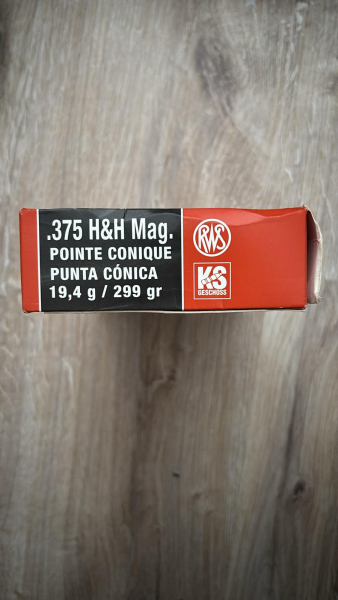 .375 H&H Mag.
POINTE CONIQUE
PUNTA CÓNICA
19,4 g / 299 gr
RWS
KS
GESCHOSS